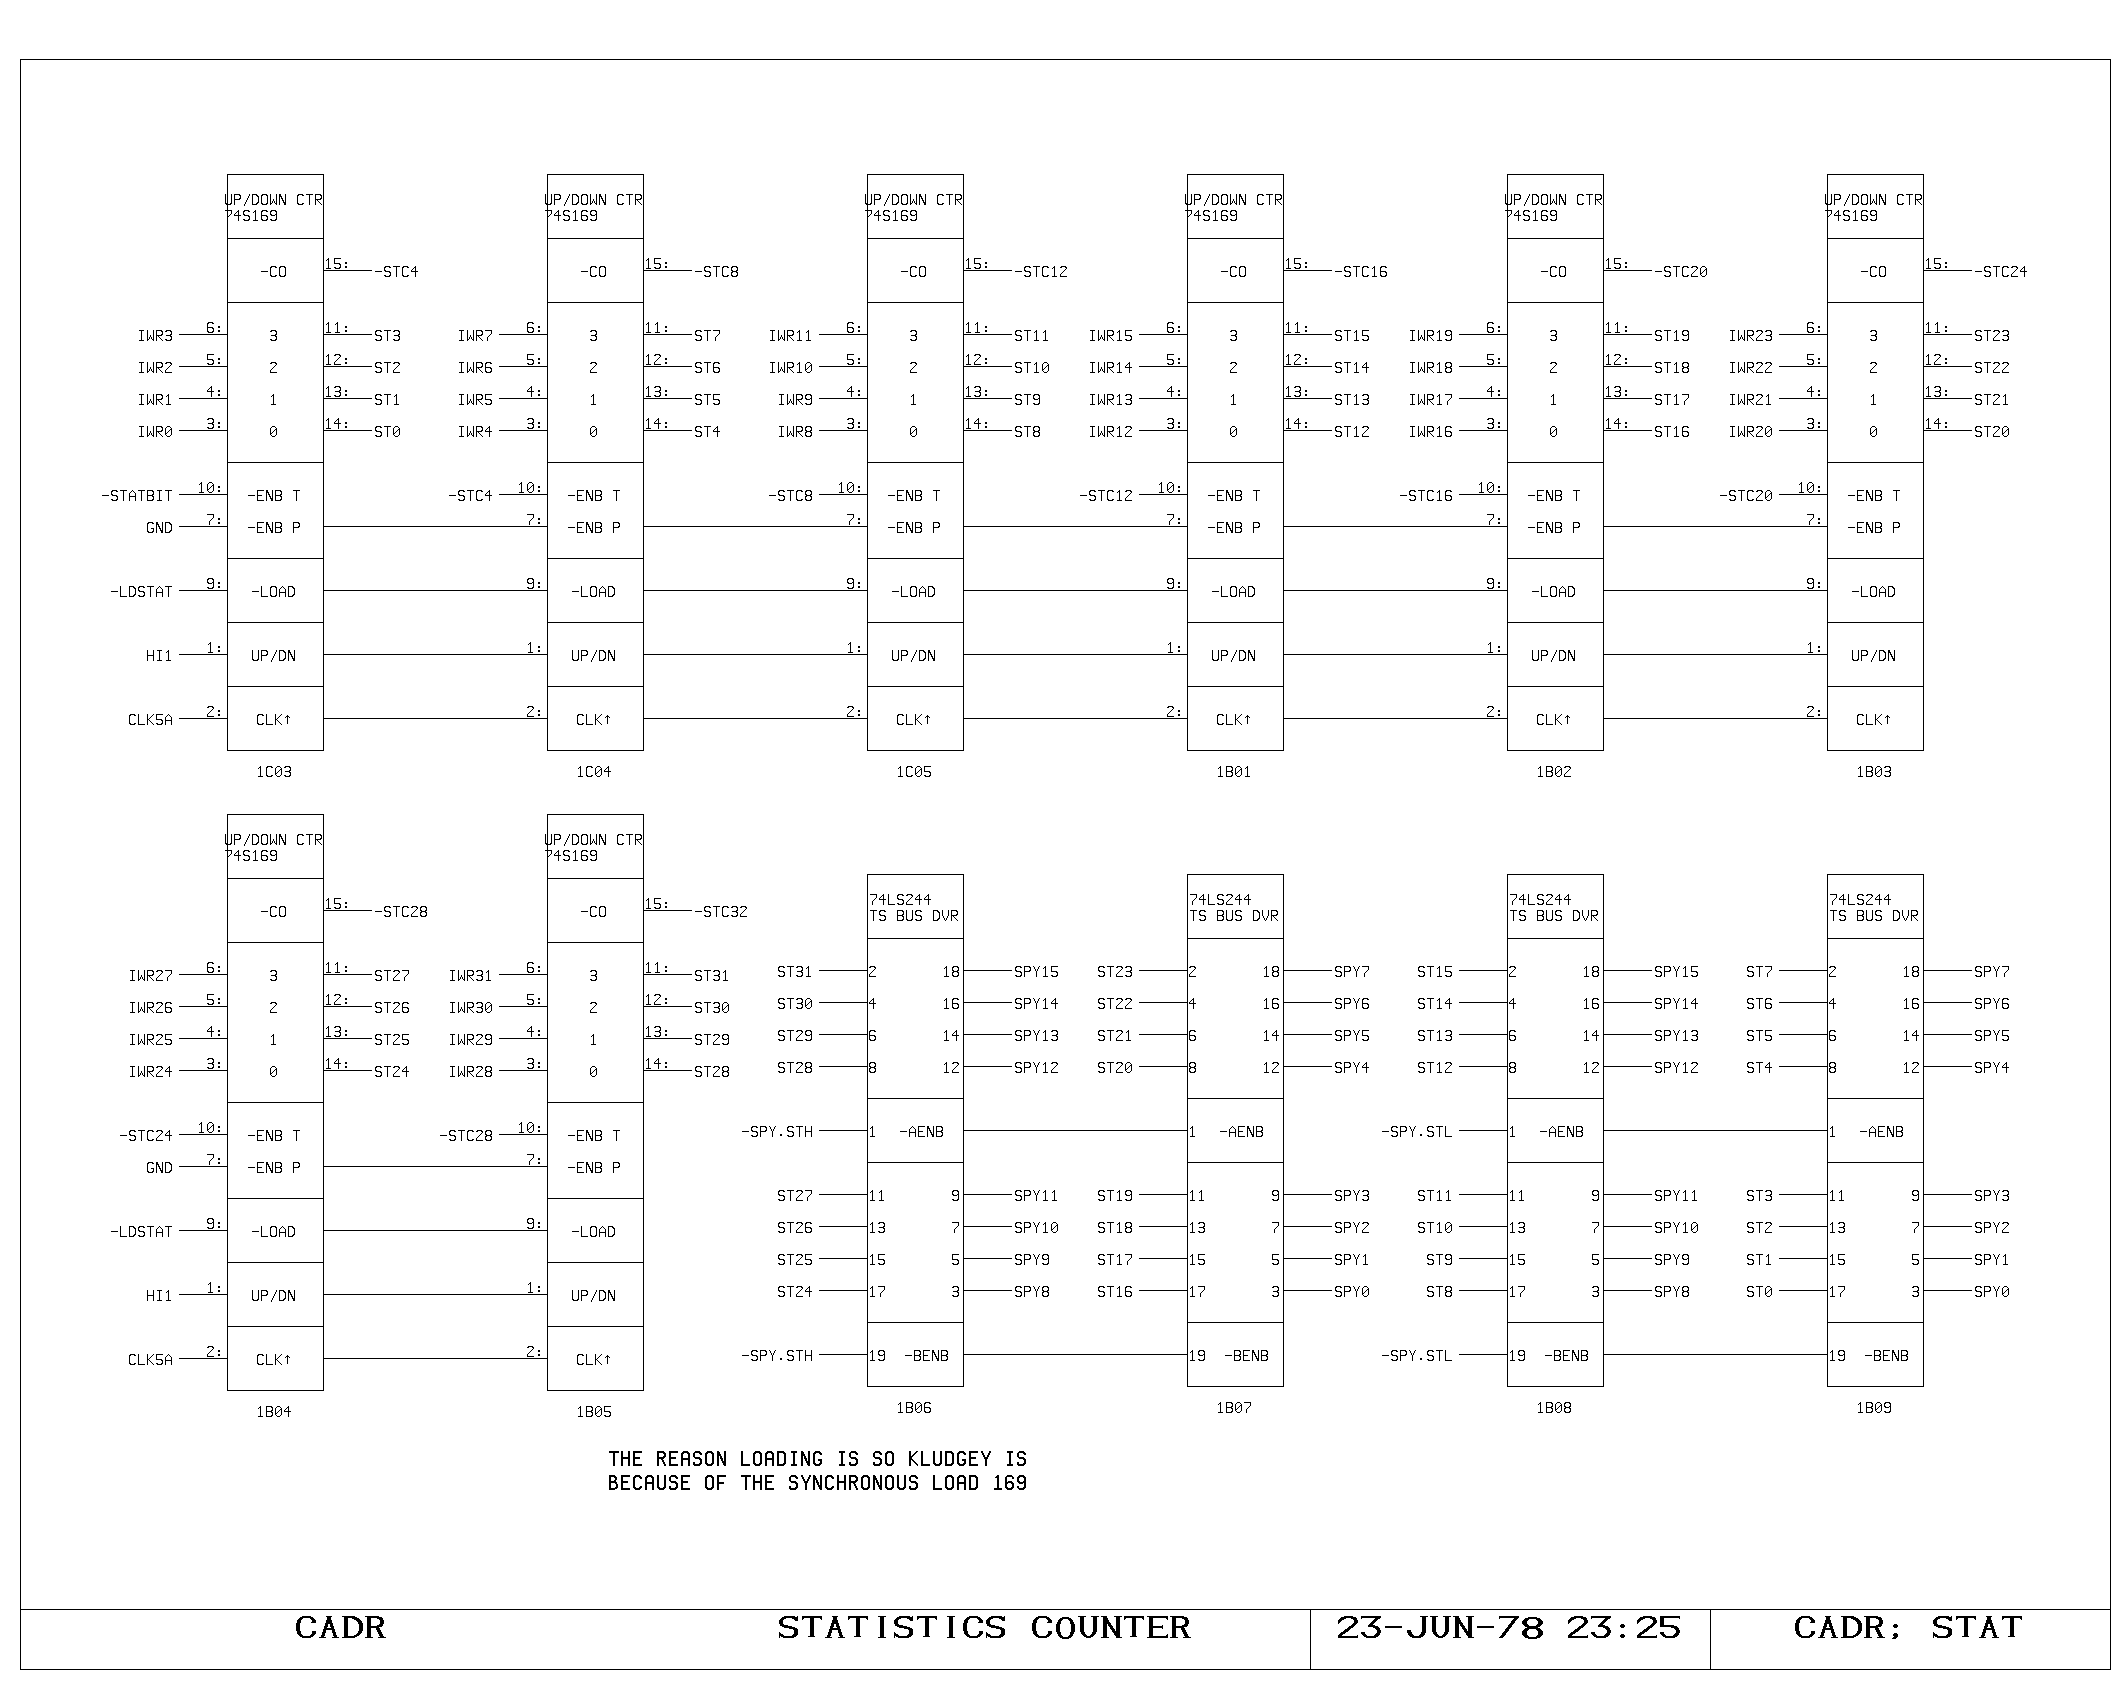 UP/DOWN CTR UP/DOWN CTR UP/DOWN CTR UP/DOWN CTR UP/DOWN CTR UP/DOWN CTR
74S169 74S169 74S169 74S169 74S169 74S169
-CO 15: -STC4 -CO 15: -STC8 -CO 15: -STC12 -CO 15: -STC16 -CO 15: -STC20 -CO 15: -STC24
IWR3 6: 3 11: ST3 IWR7 6: 3 11: ST7 IWR11 6: 3 11: ST11 IWR15 6: 3 11: ST15 IWR19 6: 3 11: ST19 IWR23 6: 3 11: ST23
IWR2 5: 2 12: ST2 IWR6 5: 2 12: ST6 IWR10 5: 2 12: ST10 IWR14 5: 2 12: ST14 IWR18 5: 2 12: ST18 IWR22 5: 2 12: ST22
IWR1 4: 1 13: ST1 IWR5 4: 1 13: ST5 IWR9 4: 1 13: ST9 IWR13 4: 1 13: ST13 IWR17 4: 1 13: ST17 IWR21 4: 1 13: ST21
IWR0 3: 0 14: ST0 IWR4 3: 0 14: ST4 IWR8 3: 0 14: ST8 IWR12 3: 0 14: ST12 IWR16 3: 0 14: ST16 IWR20 3: 0 14: ST20
-STATBIT 10: -ENB T -STC4 10: -ENB T -STC8 10: -ENB T -STC12 10: -ENB T -STC16 10: -ENB T -STC20 10: -ENB T
GND 7: -ENB P 7: -ENB P 7: -ENB P 7: -ENB P 7: -ENB P 7: -ENB P
-LDSTAT 9: -LOAD 9: -LOAD 9: -LOAD 9: -LOAD 9: -LOAD 9: -LOAD
HI1 1: UP/DN 1: UP/DN 1: UP/DN 1: UP/DN 1: UP/DN 1: UP/DN
CLK5A 2: CLK↑ 2: CLK↑ 2: CLK↑ 2: CLK↑ 2: CLK↑ 2: CLK↑
1C03 1C04 1C05 1B01 1B02 1B03
UP/DOWN CTR UP/DOWN CTR
74S169 74S169
74LS244 74LS244 74LS244 74LS244
TS BUS DVR TS BUS DVR TS BUS DVR TS BUS DVR
-CO 15: -STC28 -CO 15: -STC32
IWR27 6: 3 11: ST27 IWR31 6: 3 11: ST31 ST31 2 18 SPY15 ST23 2 18 SPY7 ST15 2 18 SPY15 ST7 2 18 SPY7
IWR26 5: 2 12: ST26 IWR30 5: 2 12: ST30 ST30 4 16 SPY14 ST22 4 16 SPY6 ST14 4 16 SPY14 ST6 4 16 SPY6
IWR25 4: 1 13: ST25 IWR29 4: 1 13: ST29 ST29 6 14 SPY13 ST21 6 14 SPY5 ST13 6 14 SPY13 ST5 6 14 SPY5
IWR24 3: 0 14: ST24 IWR28 3: 0 14: ST28 ST28 8 12 SPY12 ST20 8 12 SPY4 ST12 8 12 SPY12 ST4 8 12 SPY4
-STC24 10: -ENB T -STC28 10: -ENB T -SPY.STH 1 -AENB 1 -AENB -SPY.STL 1 -AENB 1 -AENB
GND 7: -ENB P 7: -ENB P
ST27 11 9 SPY11 ST19 11 9 SPY3 ST11 11 9 SPY11 ST3 11 9 SPY3
-LDSTAT 9: -LOAD 9: -LOAD ST26 13 7 SPY10 ST18 13 7 SPY2 ST10 13 7 SPY10 ST2 13 7 SPY2
ST25 15 5 SPY9 ST17 15 5 SPY1 ST9 15 5 SPY9 ST1 15 5 SPY1
HI1 1: UP/DN 1: UP/DN ST24 17 3 SPY8 ST16 17 3 SPY0 ST8 17 3 SPY8 ST0 17 3 SPY0
CLK5A 2: CLK↑ 2: CLK↑ -SPY.STH 19 -BENB 19 -BENB -SPY.STL 19 -BENB 19 -BENB
1B04 1B05 1B06 1B07 1B08 1B09
THE REASON LOADING IS SO KLUDGEY IS
BECAUSE OF THE SYNCHRONOUS LOAD 169
CADR STATISTICS COUNTER 23-JUN-78 23:25 CADR; STAT